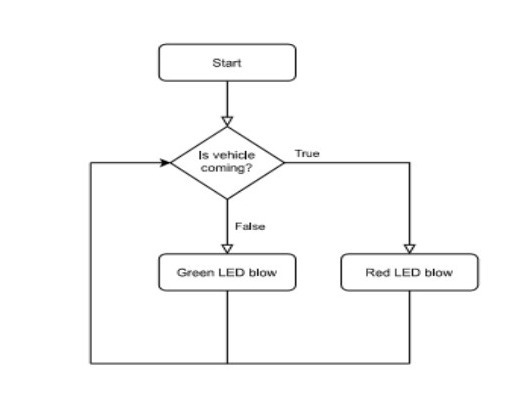 Start
Is vehicle
coming?
True
False
Green LED blow
Red LED blow